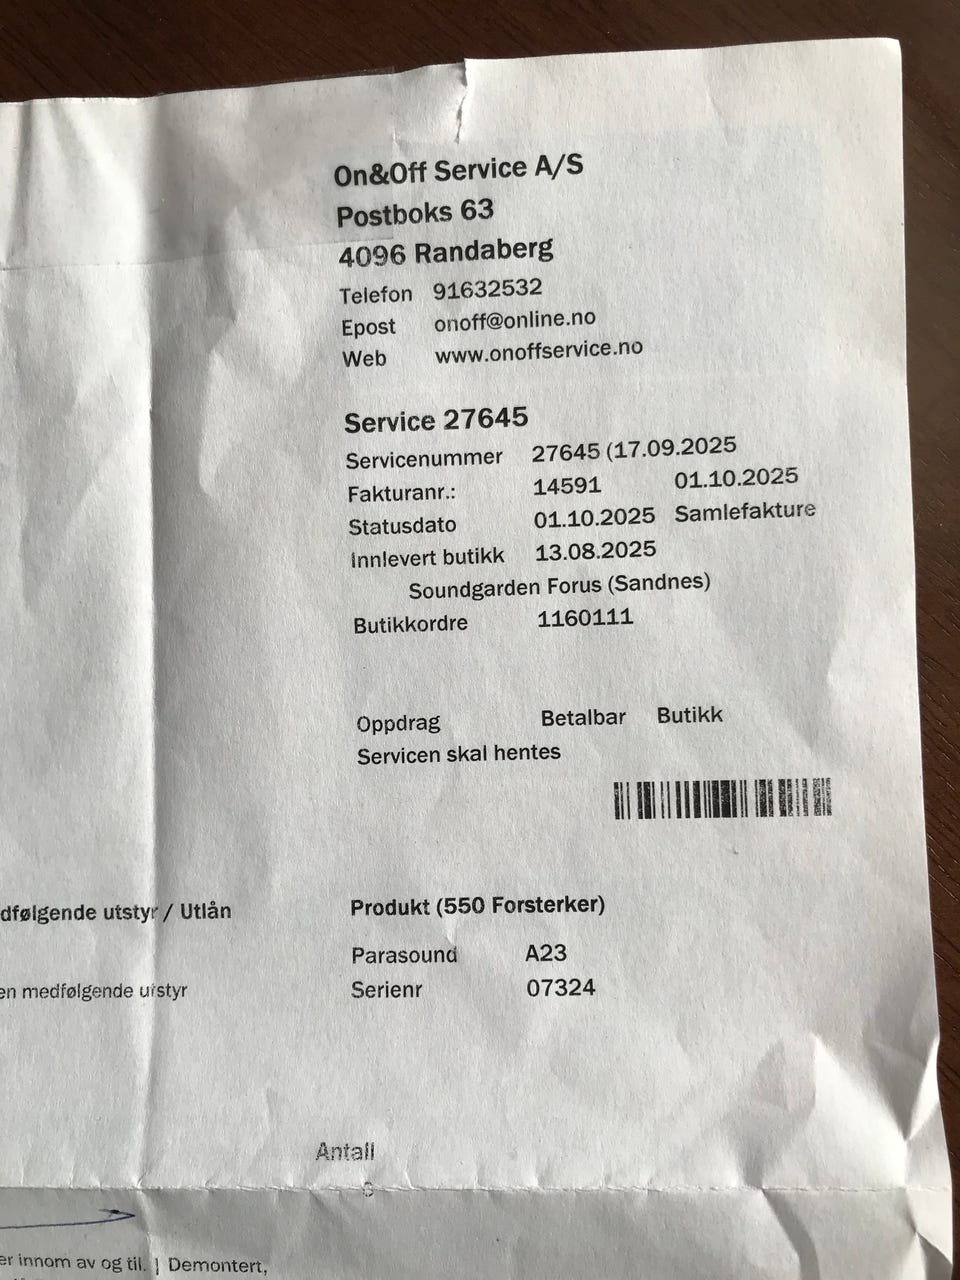 On&Off Service A/S
Postboks 63
4096 Randaberg
Telefon 91632532
Epost onoff@online.no
Web www.onoffservice.no
Service 27645
Servicenummer 27645 (17.09.2025
Fakturanr.: 14591 01.10.2025
Statusdato 01.10.2025 Samlefakture
Innlevert butikk 13.08.2025
Soundgarden Forus (Sandnes)
Butikkordre 1160111
Oppdrag Betalbar Butikk
Servicen skal hentes
dfølgende utstyr / Utlån
Produkt (550 Forsterker)
Parasound A23
en medfølgende utstyr
Serienr 07324
Antall
er innom av og til. | Demontert,